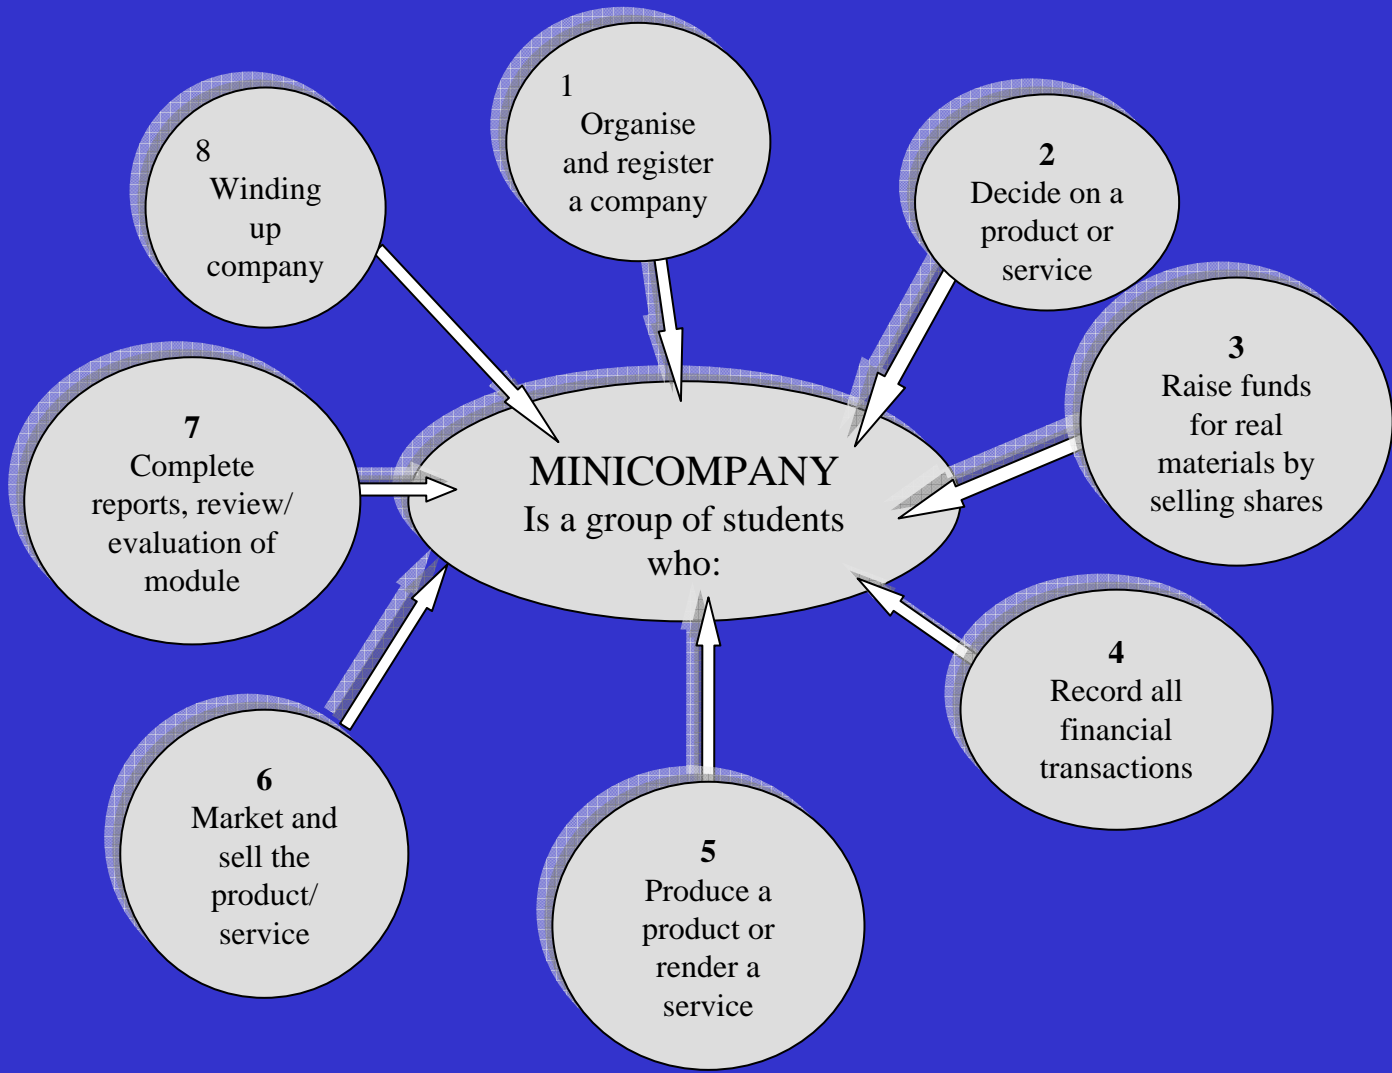 MINICOMPANY
Is a group of students
who:
1
Organise
and register
a company
2
Decide on a
product or
service
3
Raise funds
for real
materials by
selling shares
4
Record all
financial
transactions
5
Produce a
product or
render a
service
6
Market and
sell the
product/
service
7
Complete
reports, review/
evaluation of
module
8
Winding
up
company